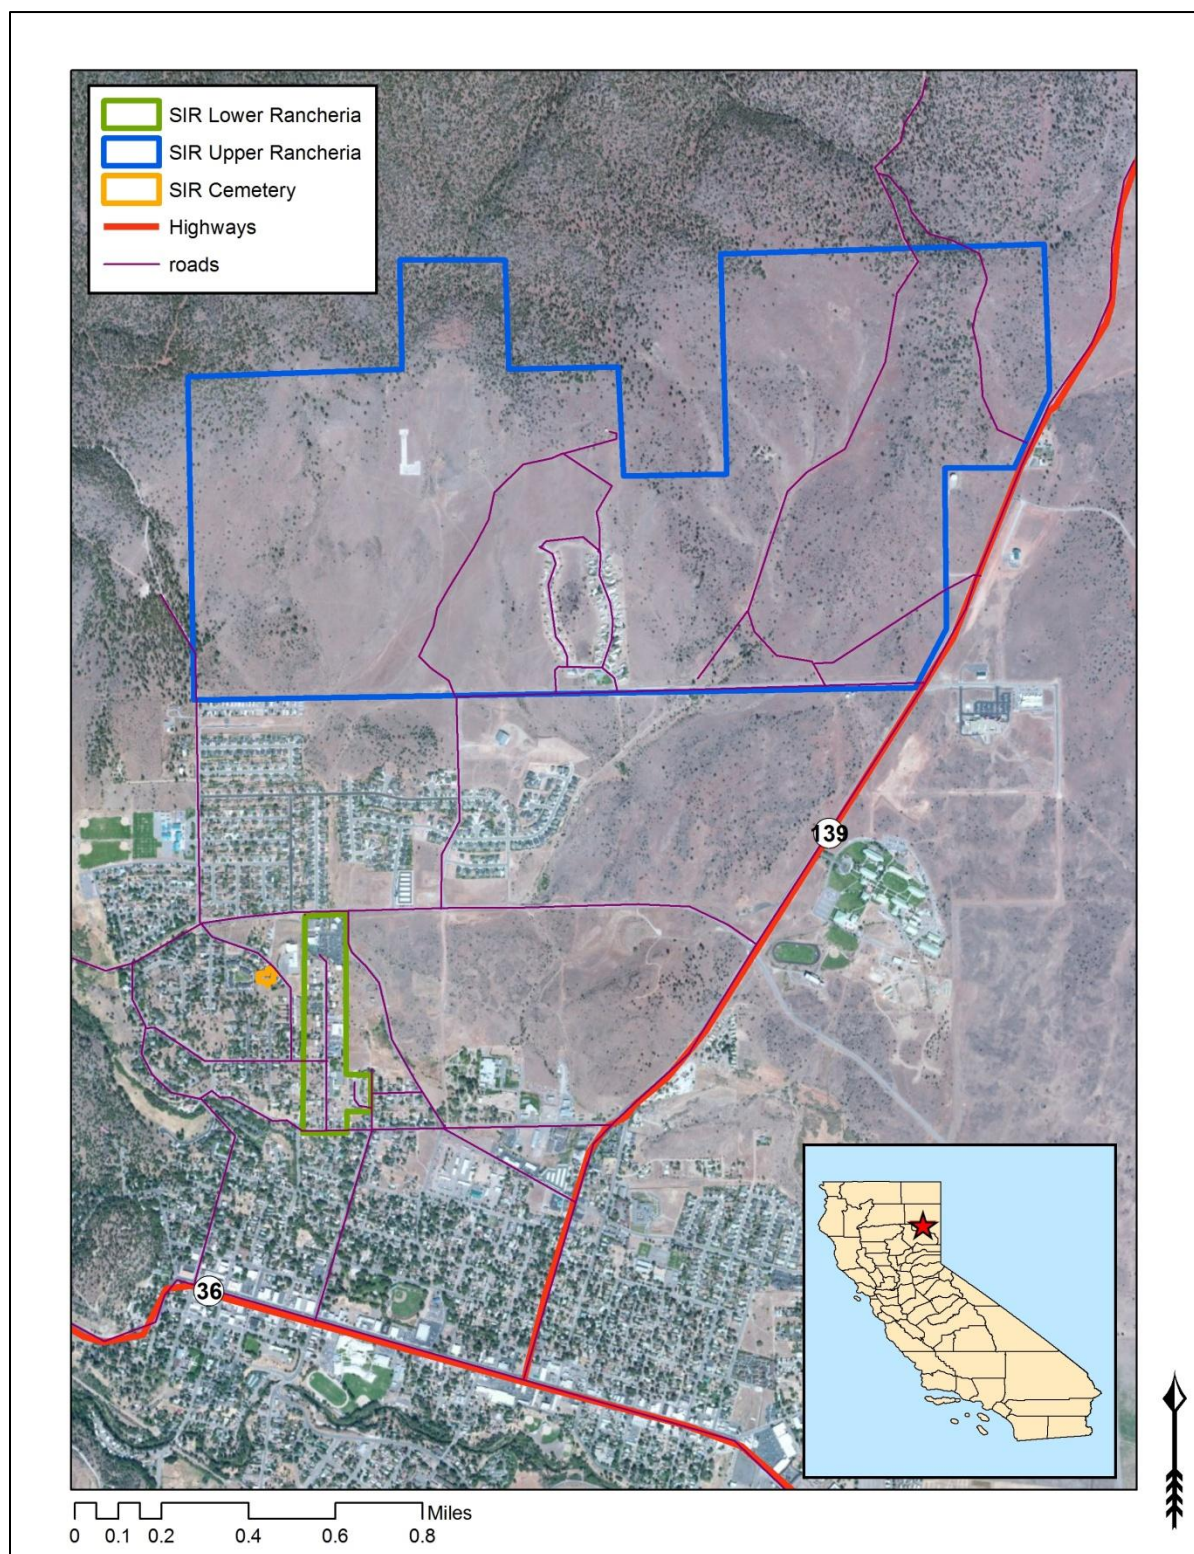 SIR Lower Rancheria
SIR Upper Rancheria
SIR Cemetery
Highways
roads
139
36
Miles
0 0.1 0.2 0.4 0.6 0.8